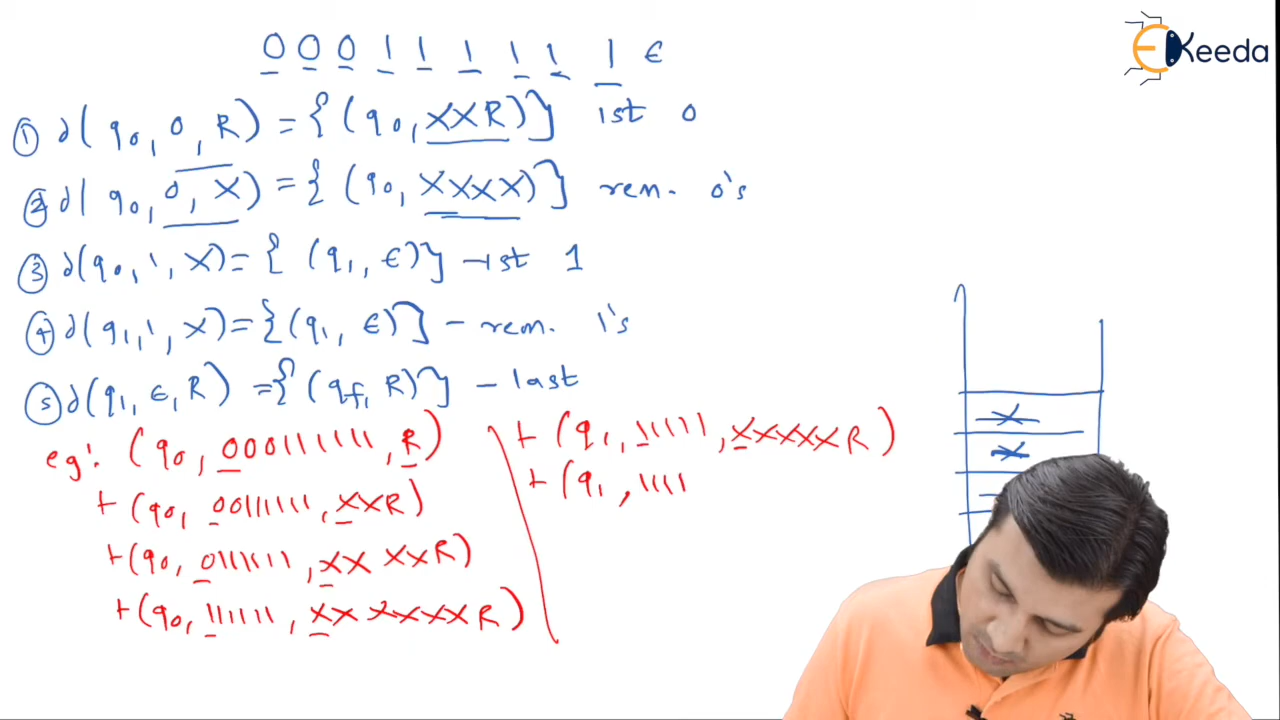 0 0 0 1 1 1 1 1 1 ε
EKeeda
① ∂(q0, 0, R) = {(q0, XXR)} 1st 0
② ∂(q0, 0, X) = {(q0, XXXX)} rem. 0's
③ ∂(q0, 1, X) = {(q1, ε)} - 1st 1
④ ∂(q1, 1, X) = {(q1, ε)} - rem. 1's
⑤ ∂(q1, ε, R) = {(qf, R)} - last
eg: (q0, 000111111, R)
⊢ (q0, 00111111, XXR)
⊢ (q0, 0111111, XXXXR)
⊢ (q0, 111111, XXXXXXR)
⊢ (q1, 11111, XXXXXR)
⊢ (q1, 1111
X
X